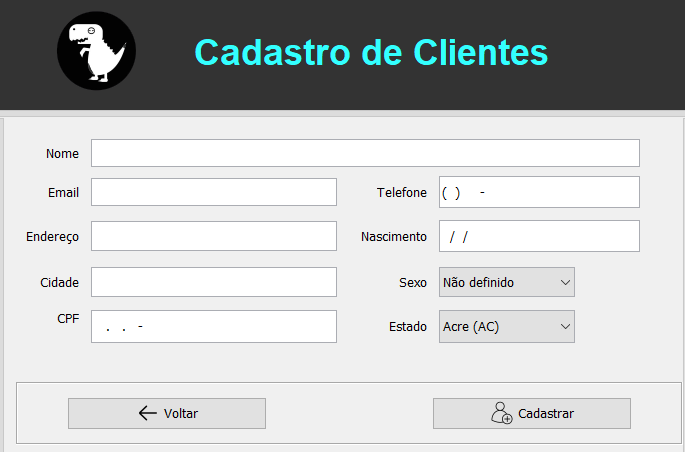 Cadastro de Clientes
Nome
Email
Telefone ( ) -
Endereço
Nascimento / /
Cidade
Sexo Não definido
CPF . . -
Estado Acre (AC)
Voltar
Cadastrar